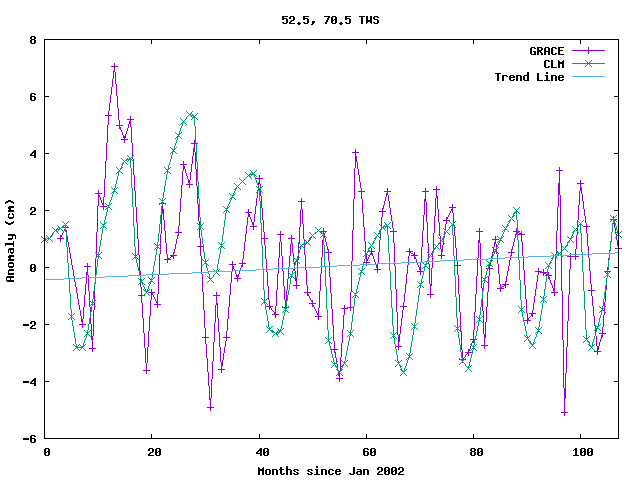 52.5, 70.5 TWS
GRACE
CLM
Trend Line
8
6
4
2
0
-2
-4
-6
Anomaly (cm)
0 20 40 60 80 100
Months since Jan 2002